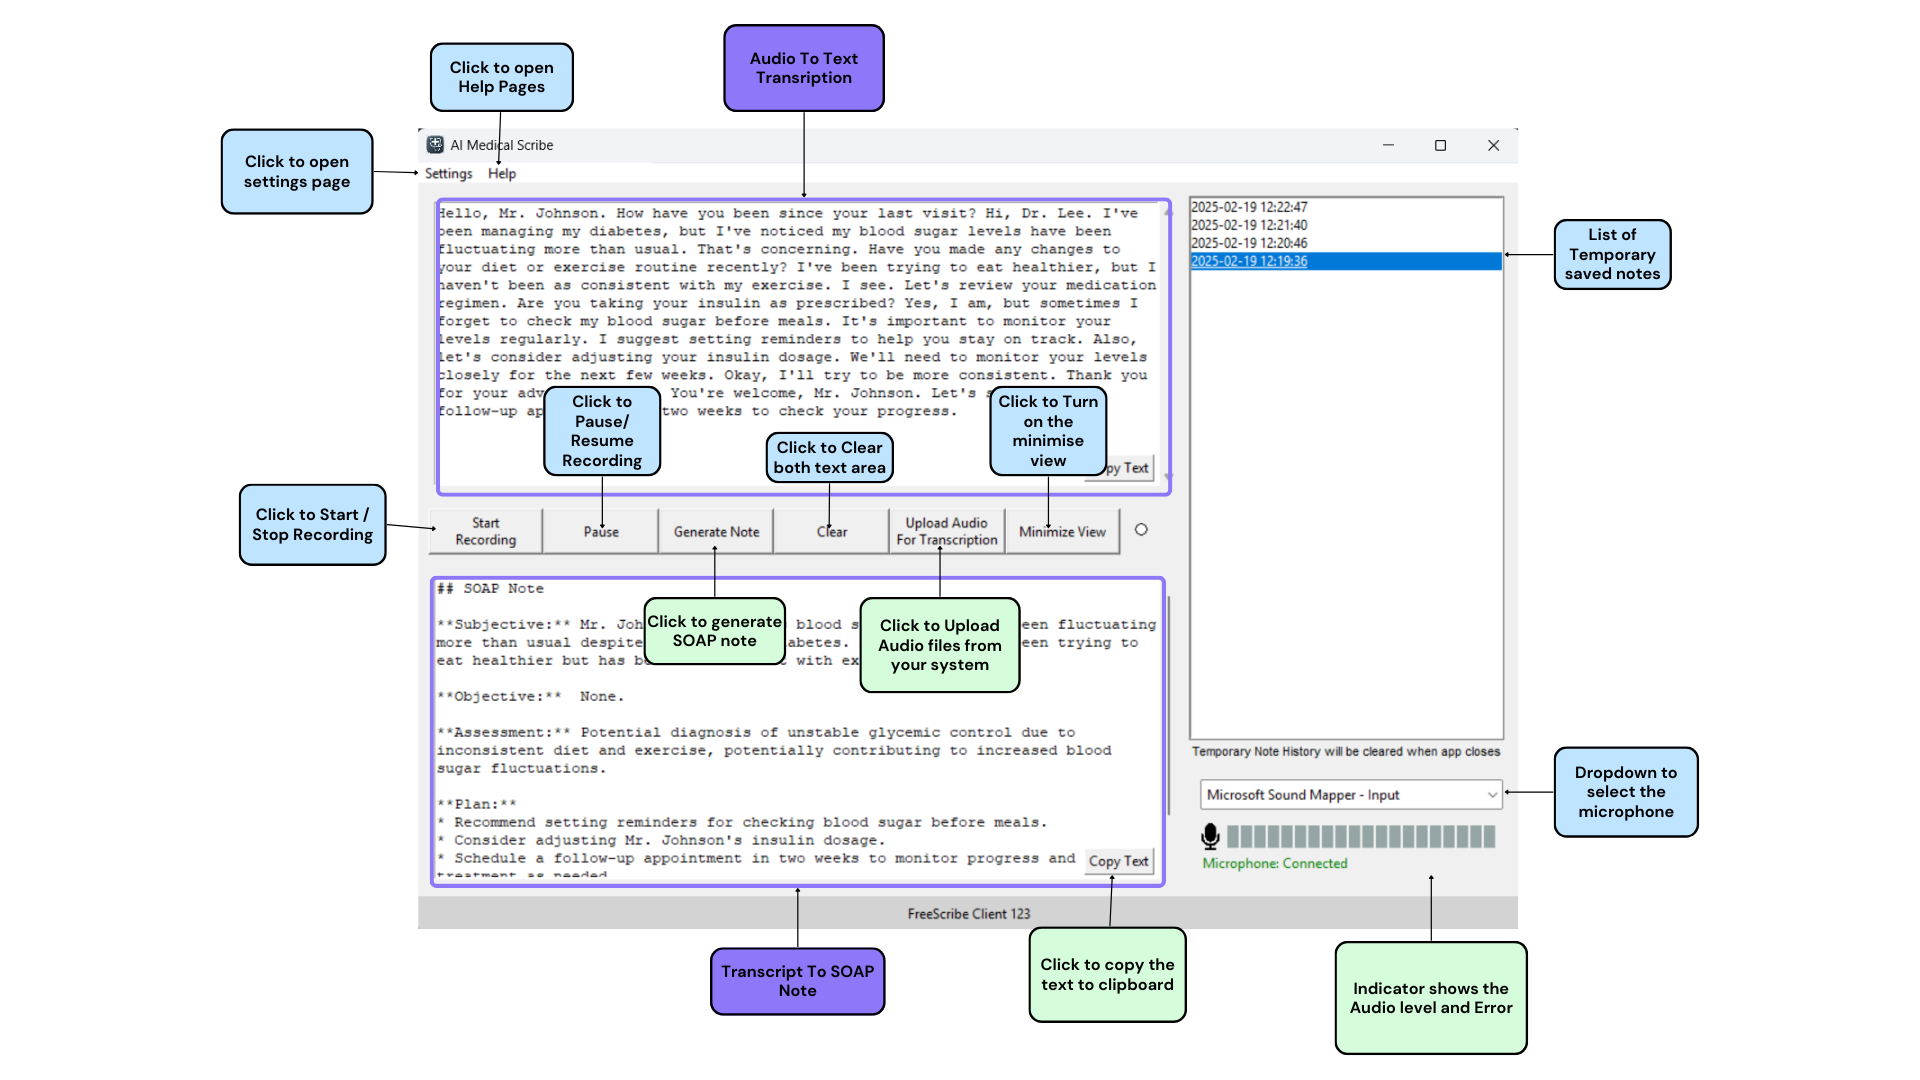 Click to open
Help Pages
Audio To Text
Transription
Click to open
settings page
AI Medical Scribe
Settings Help
Hello, Mr. Johnson. How have you been since your last visit? Hi, Dr. Lee. I've
been managing my diabetes, but I've noticed my blood sugar levels have been
fluctuating more than usual. That's concerning. Have you made any changes to
your diet or exercise routine recently? I've been trying to eat healthier, but I
haven't been as consistent with my exercise. I see. Let's review your medication
regimen. Are you taking your insulin as prescribed? Yes, I am, but sometimes I
forget to check my blood sugar before meals. It's important to monitor your
levels regularly. I suggest setting reminders to help you stay on track. Also,
let's consider adjusting your insulin dosage. We'll need to monitor your levels
closely for the next few weeks. Okay, I'll try to be more consistent. Thank you
for your adv You're welcome, Mr. Johnson. Let's s
follow-up ap two weeks to check your progress.
py Text
2025-02-19 12:22:47
2025-02-19 12:21:40
2025-02-19 12:20:46
2025-02-19 12:19:36
List of
Temporary
saved notes
Click to
Pause/
Resume
Recording
Click to Clear
both text area
Click to Turn
on the
minimise
view
Click to Start /
Stop Recording
Start
Recording
Pause
Generate Note
Clear
Upload Audio
For Transcription
Minimize View
## SOAP Note
**Subjective:** Mr. Joh blood s een fluctuating
more than usual despite abetes. een trying to
eat healthier but has be t with ex
Click to generate
SOAP note
Click to Upload
Audio files from
your system
**Objective:** None.
**Assessment:** Potential diagnosis of unstable glycemic control due to
inconsistent diet and exercise, potentially contributing to increased blood
sugar fluctuations.
**Plan:**
* Recommend setting reminders for checking blood sugar before meals.
* Consider adjusting Mr. Johnson's insulin dosage.
* Schedule a follow-up appointment in two weeks to monitor progress and
treatment as needed
Copy Text
Temporary Note History will be cleared when app closes
Microsoft Sound Mapper - Input
Microphone: Connected
Dropdown to
select the
microphone
FreeScribe Client 123
Transcript To SOAP
Note
Click to copy the
text to clipboard
Indicator shows the
Audio level and Error